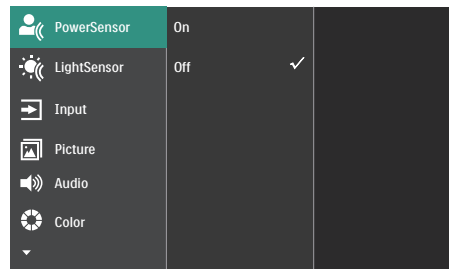 PowerSensor
On
LightSensor
Off
Input
Picture
Audio
Color